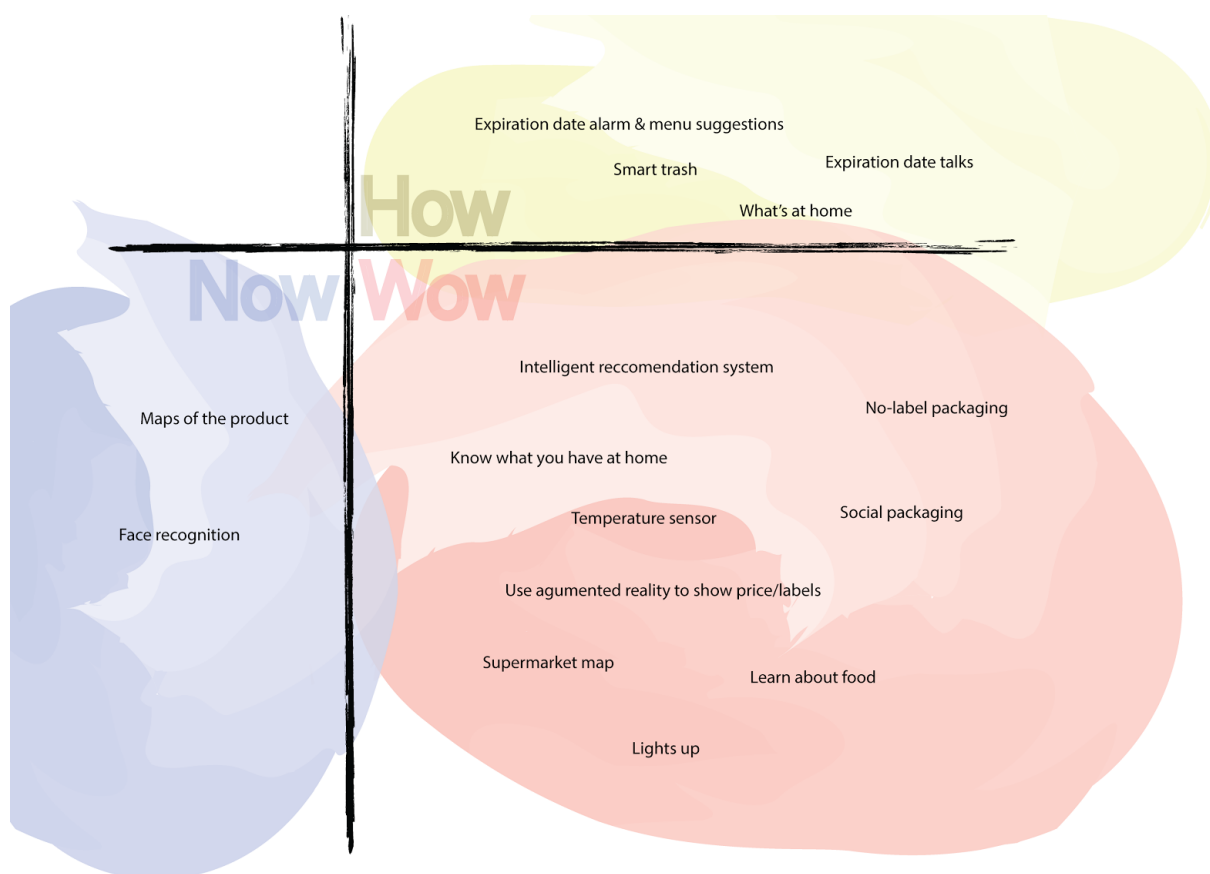 Expiration date alarm & menu suggestions
Expiration date talks
Smart trash
What's at home
How
Now Wow
Intelligent reccomendation system
No-label packaging
Maps of the product
Know what you have at home
Social packaging
Temperature sensor
Face recognition
Use agumented reality to show price/labels
Supermarket map
Learn about food
Lights up